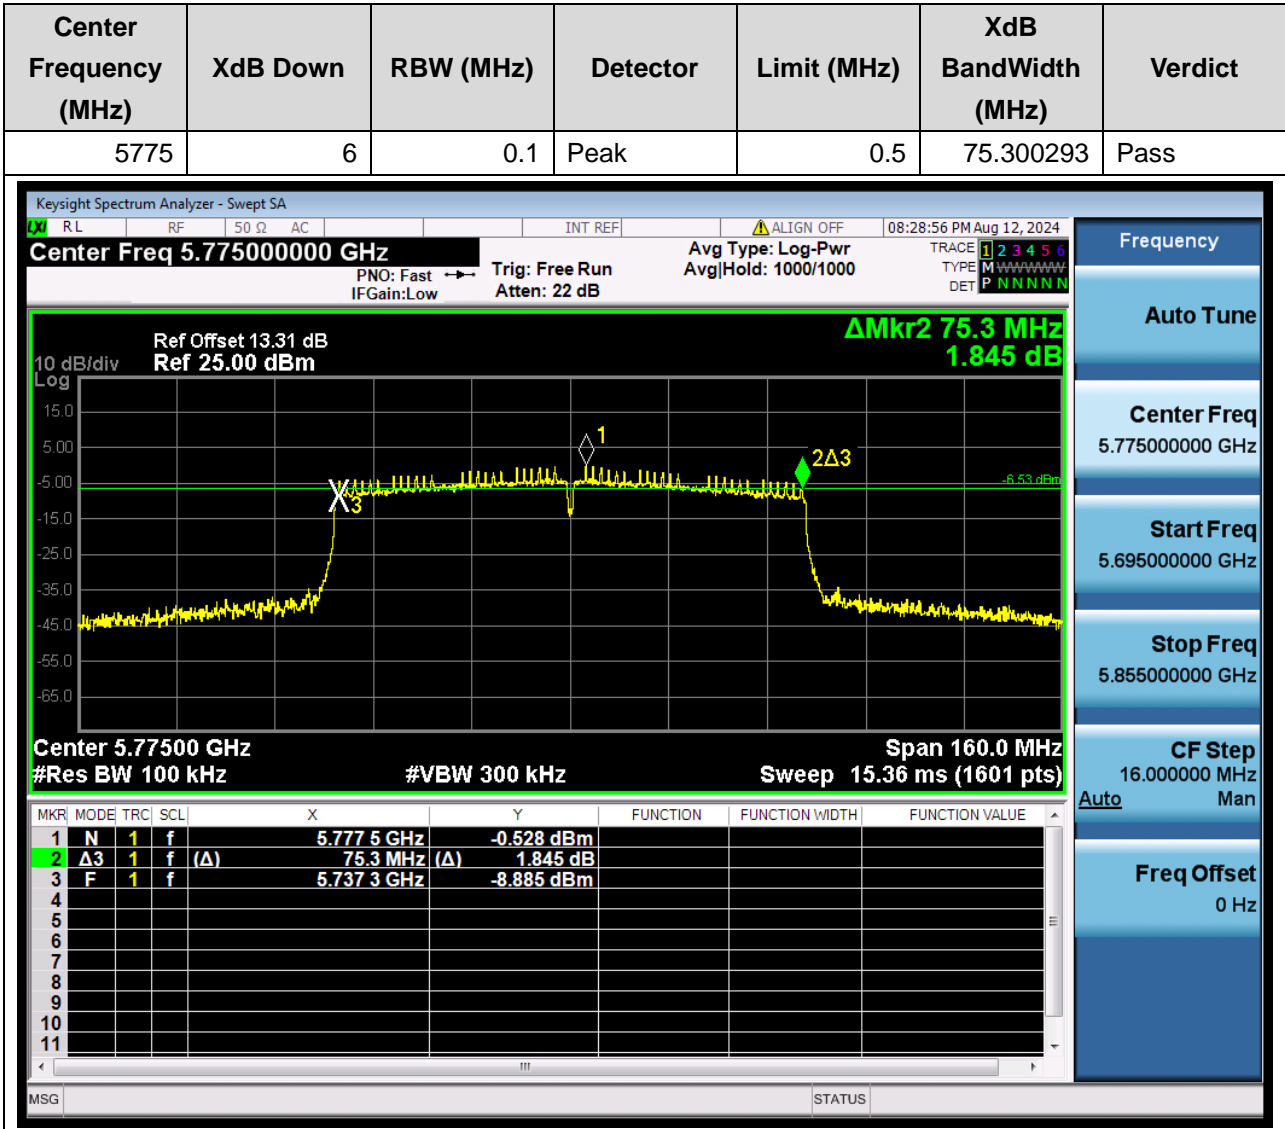 Center Frequency (MHz) XdB Down RBW (MHz) Detector Limit (MHz) XdB BandWidth (MHz) Verdict
5775 6 0.1 Peak 0.5 75.300293 Pass
Keysight Spectrum Analyzer - Swept SA
LXI RL RF 50 Ω AC INT REF ALIGN OFF 08:28:56 PM Aug 12, 2024
Center Freq 5.775000000 GHz
PNO: Fast
IFGain:Low
Trig: Free Run
Atten: 22 dB
Avg Type: Log-Pwr
Avg|Hold: 1000/1000
TRACE 1 2 3 4 5 6
TYPE M WWWWW
DET P N N N N N
ΔMkr2 75.3 MHz
1.845 dB
Ref Offset 13.31 dB
10 dB/div Ref 25.00 dBm
Log
15.0
5.00
-5.00
-15.0
-25.0
-35.0
-45.0
-55.0
-65.0
1
2Δ3
3
-6.53 dBm
Center 5.77500 GHz Span 160.0 MHz
#Res BW 100 kHz #VBW 300 kHz Sweep 15.36 ms (1601 pts)
MKR MODE TRC SCL X Y FUNCTION FUNCTION WIDTH FUNCTION VALUE
1 N 1 f 5.777 5 GHz -0.528 dBm
2 Δ3 1 f (Δ) 75.3 MHz (Δ) 1.845 dB
3 F 1 f 5.737 3 GHz -8.885 dBm
4
5
6
7
8
9
10
11
MSG STATUS
Frequency
Auto Tune
Center Freq
5.775000000 GHz
Start Freq
5.695000000 GHz
Stop Freq
5.855000000 GHz
CF Step
16.000000 MHz
Auto Man
Freq Offset
0 Hz